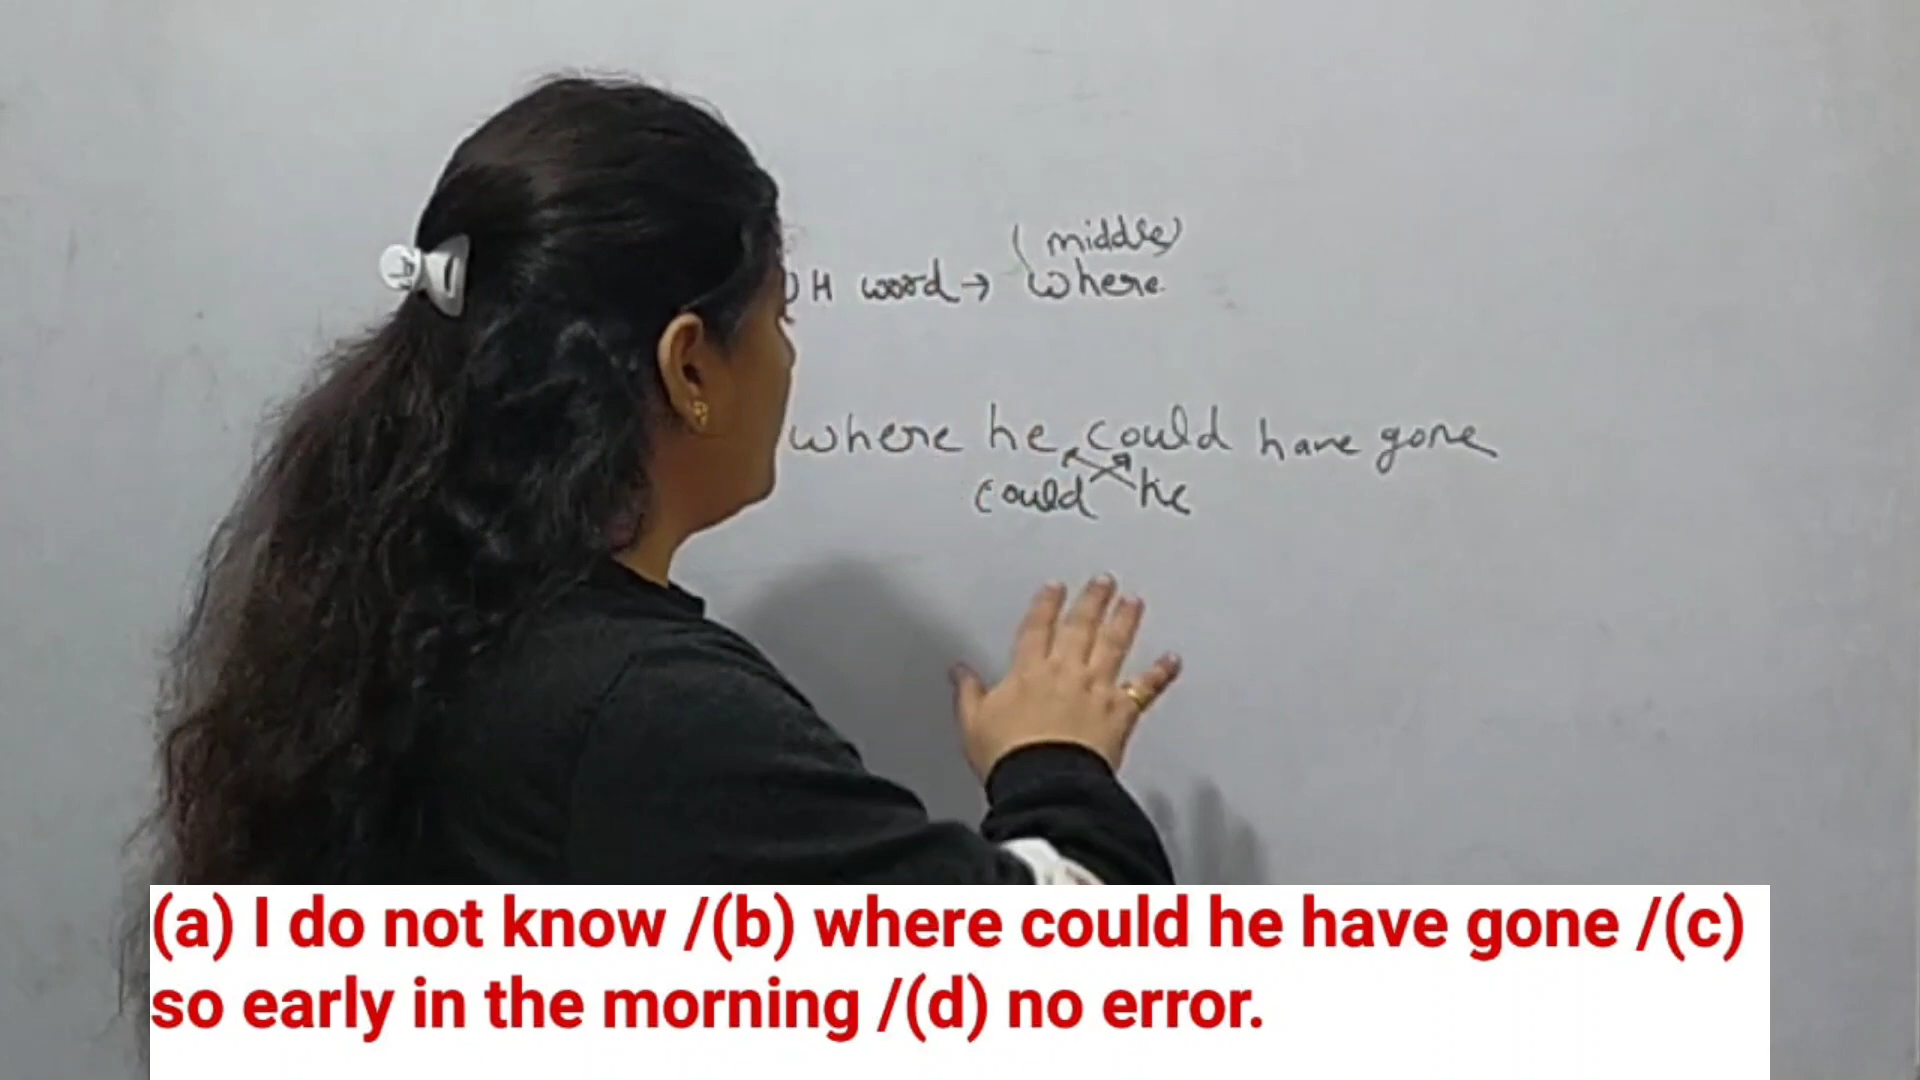 (middle)
H word → where
where he could have gone
could he
(a) I do not know /(b) where could he have gone /(c)
so early in the morning /(d) no error.